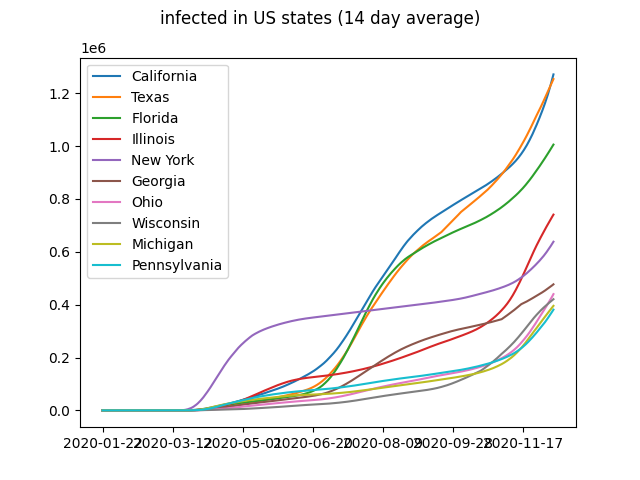 infected in US states (14 day average)
1e6
California
Texas
Florida
Illinois
New York
Georgia
Ohio
Wisconsin
Michigan
Pennsylvania
1.2
1.0
0.8
0.6
0.4
0.2
0.0
2020-01-22 2020-03-12 2020-05-01 2020-06-20 2020-08-09 2020-09-28 2020-11-17